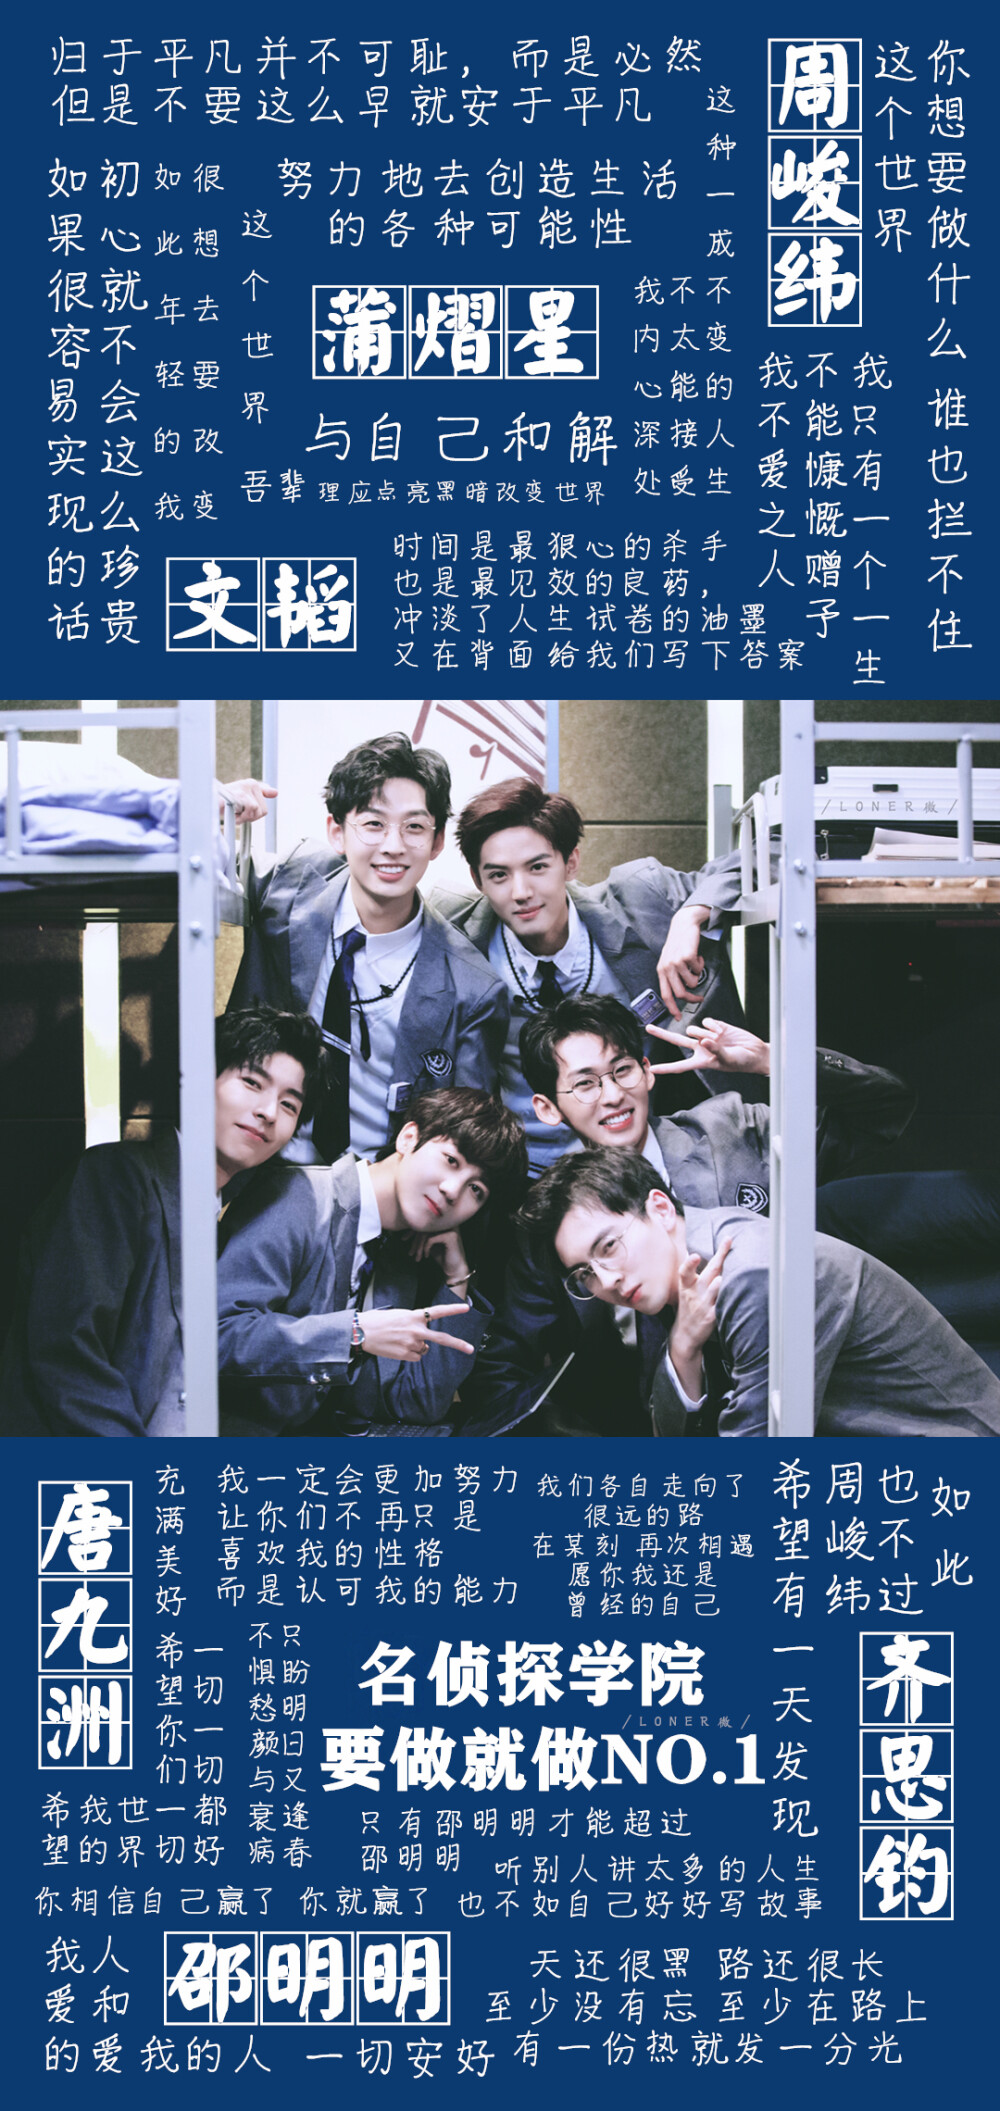 归于平凡并不可耻，而是必然
但是不要这么早就安于平凡
初心就不会这么珍贵
如果很容易实现的话
很想去要改变
如此年轻的我
这个世界
努力地去创造生活
的各种可能性
蒲熠星
与自己和解
吾辈理应点亮黑暗改变世界
这种一成
不变的人生
不太能接受
我内心深处
周峻纬
你想要做什么 谁也拦不住
这个世界
我只有一个一生
不能慷慨赠予
我不爱之人
文韬
时间是最狠心的杀手
也是最见效的良药，
冲淡了人生试卷的油墨
又在背面给我们写下答案
/LONER微/
唐九洲
充满美好
希望你们
一切一切
希望
我的
世界
一切
都好
我一定会更加努力
让你们不再只是
喜欢我的性格
而是认可我的能力
我们各自走向了
很远的路
在某刻 再次相遇
愿你我还是
曾经的自己
希望有一天发现
周峻纬
也不过
如此
只盼明日又逢春
不惧愁颜与衰病
名侦探学院
/LONER微/
要做就做NO.1
齐思钧
只有邵明明才能超过
邵明明
听别人讲太多的人生
也不如自己好好写故事
你相信自己赢了 你就赢了
邵明明
我爱的
人和爱我的人
一切安好
天还很黑 路还很长
至少没有忘 至少在路上
有一份热就发一分光